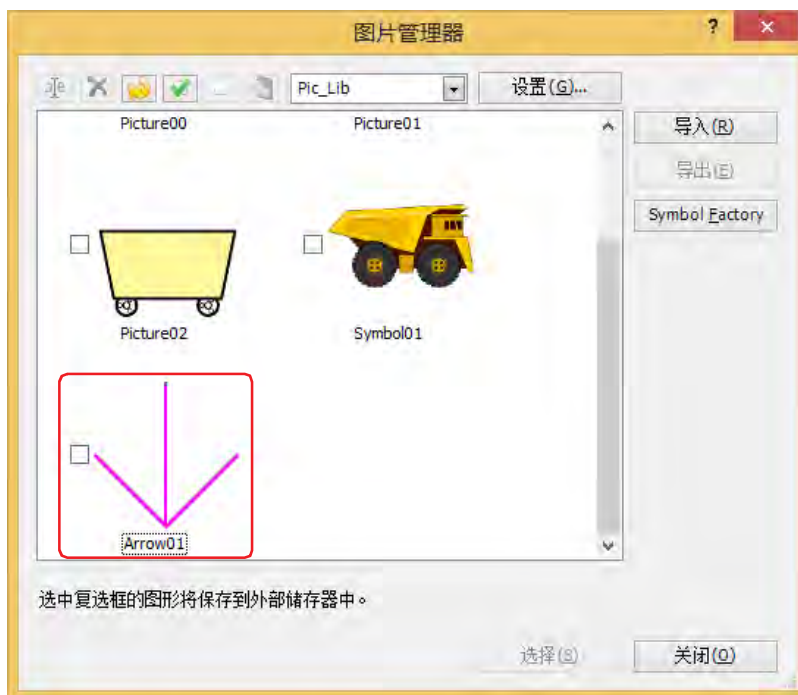 图片管理器
?
×
a]e
Pic_Lib
设置(G)...
Picture00
Picture01
导入(R)
导出(E)
Symbol Factory
Picture02
Symbol01
Arrow01
选中复选框的图形将保存到外部储存器中。
选择(S)
关闭(O)